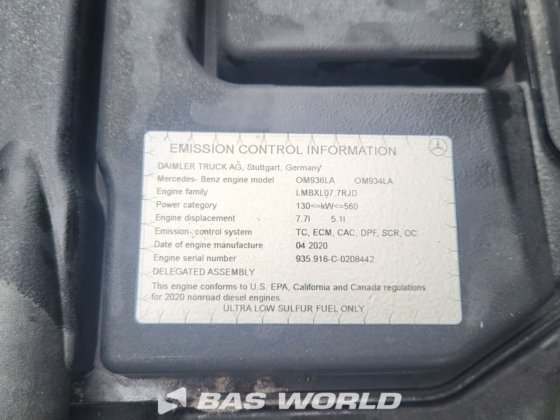 EMISSION CONTROL INFORMATION
DAIMLER TRUCK AG, Stuttgart, Germany
Mercedes- Benz engine model OM936LA OM934LA
Engine family LMBXL07.7RJD
Power category 130<=kW<=560
Engine displacement 7.7l 5.1l
Emission- control system TC, ECM, CAC, DPF, SCR, OC
Date of engine manufacture 04 2020
Engine serial number 935.916-C-0208442
DELEGATED ASSEMBLY
This engine conforms to U.S. EPA, California and Canada regulations
for 2020 nonroad diesel engines.
ULTRA LOW SULFUR FUEL ONLY
BAS WORLD